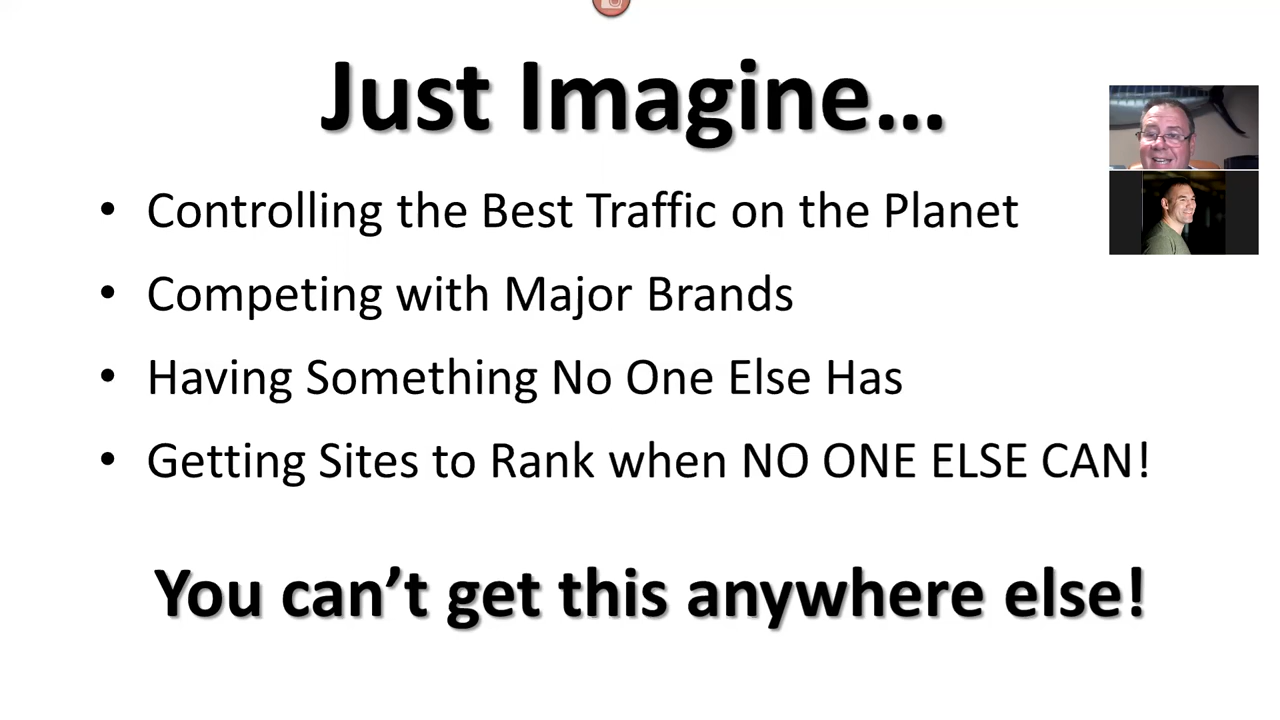 Just Imagine…
• Controlling the Best Traffic on the Planet
• Competing with Major Brands
• Having Something No One Else Has
• Getting Sites to Rank when NO ONE ELSE CAN!
You can’t get this anywhere else!